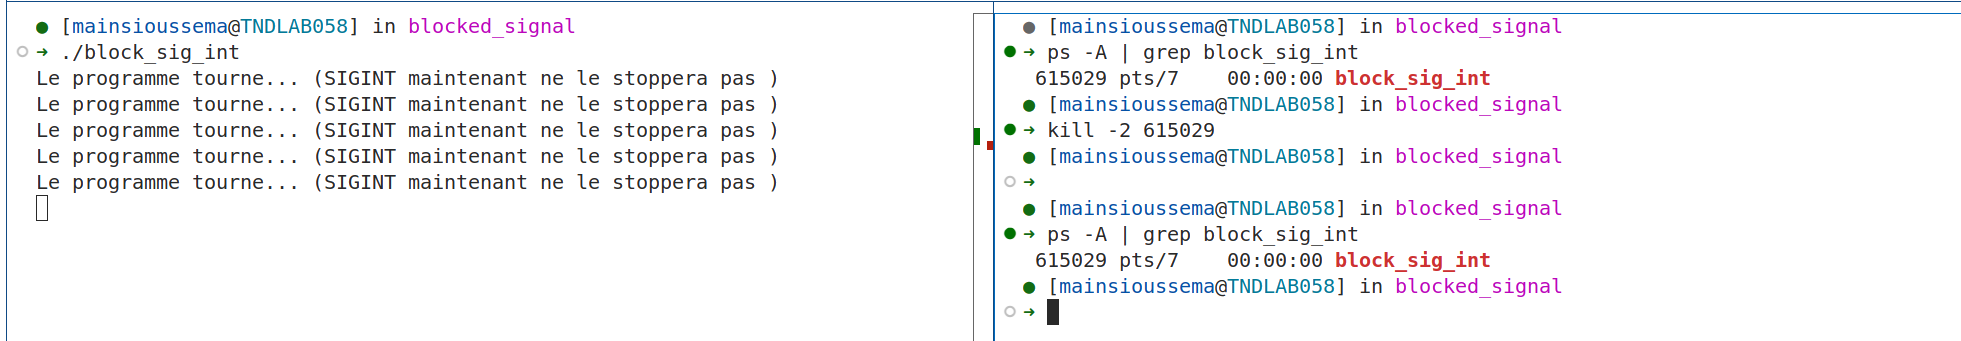 ● [mainsioussema@TNDLAB058] in blocked_signal
○ → ./block_sig_int
Le programme tourne... (SIGINT maintenant ne le stoppera pas )
Le programme tourne... (SIGINT maintenant ne le stoppera pas )
Le programme tourne... (SIGINT maintenant ne le stoppera pas )
Le programme tourne... (SIGINT maintenant ne le stoppera pas )
Le programme tourne... (SIGINT maintenant ne le stoppera pas )
● [mainsioussema@TNDLAB058] in blocked_signal
● → ps -A | grep block_sig_int
615029 pts/7    00:00:00 block_sig_int
● [mainsioussema@TNDLAB058] in blocked_signal
● → kill -2 615029
● [mainsioussema@TNDLAB058] in blocked_signal
○ →
● [mainsioussema@TNDLAB058] in blocked_signal
● → ps -A | grep block_sig_int
615029 pts/7    00:00:00 block_sig_int
● [mainsioussema@TNDLAB058] in blocked_signal
○ →